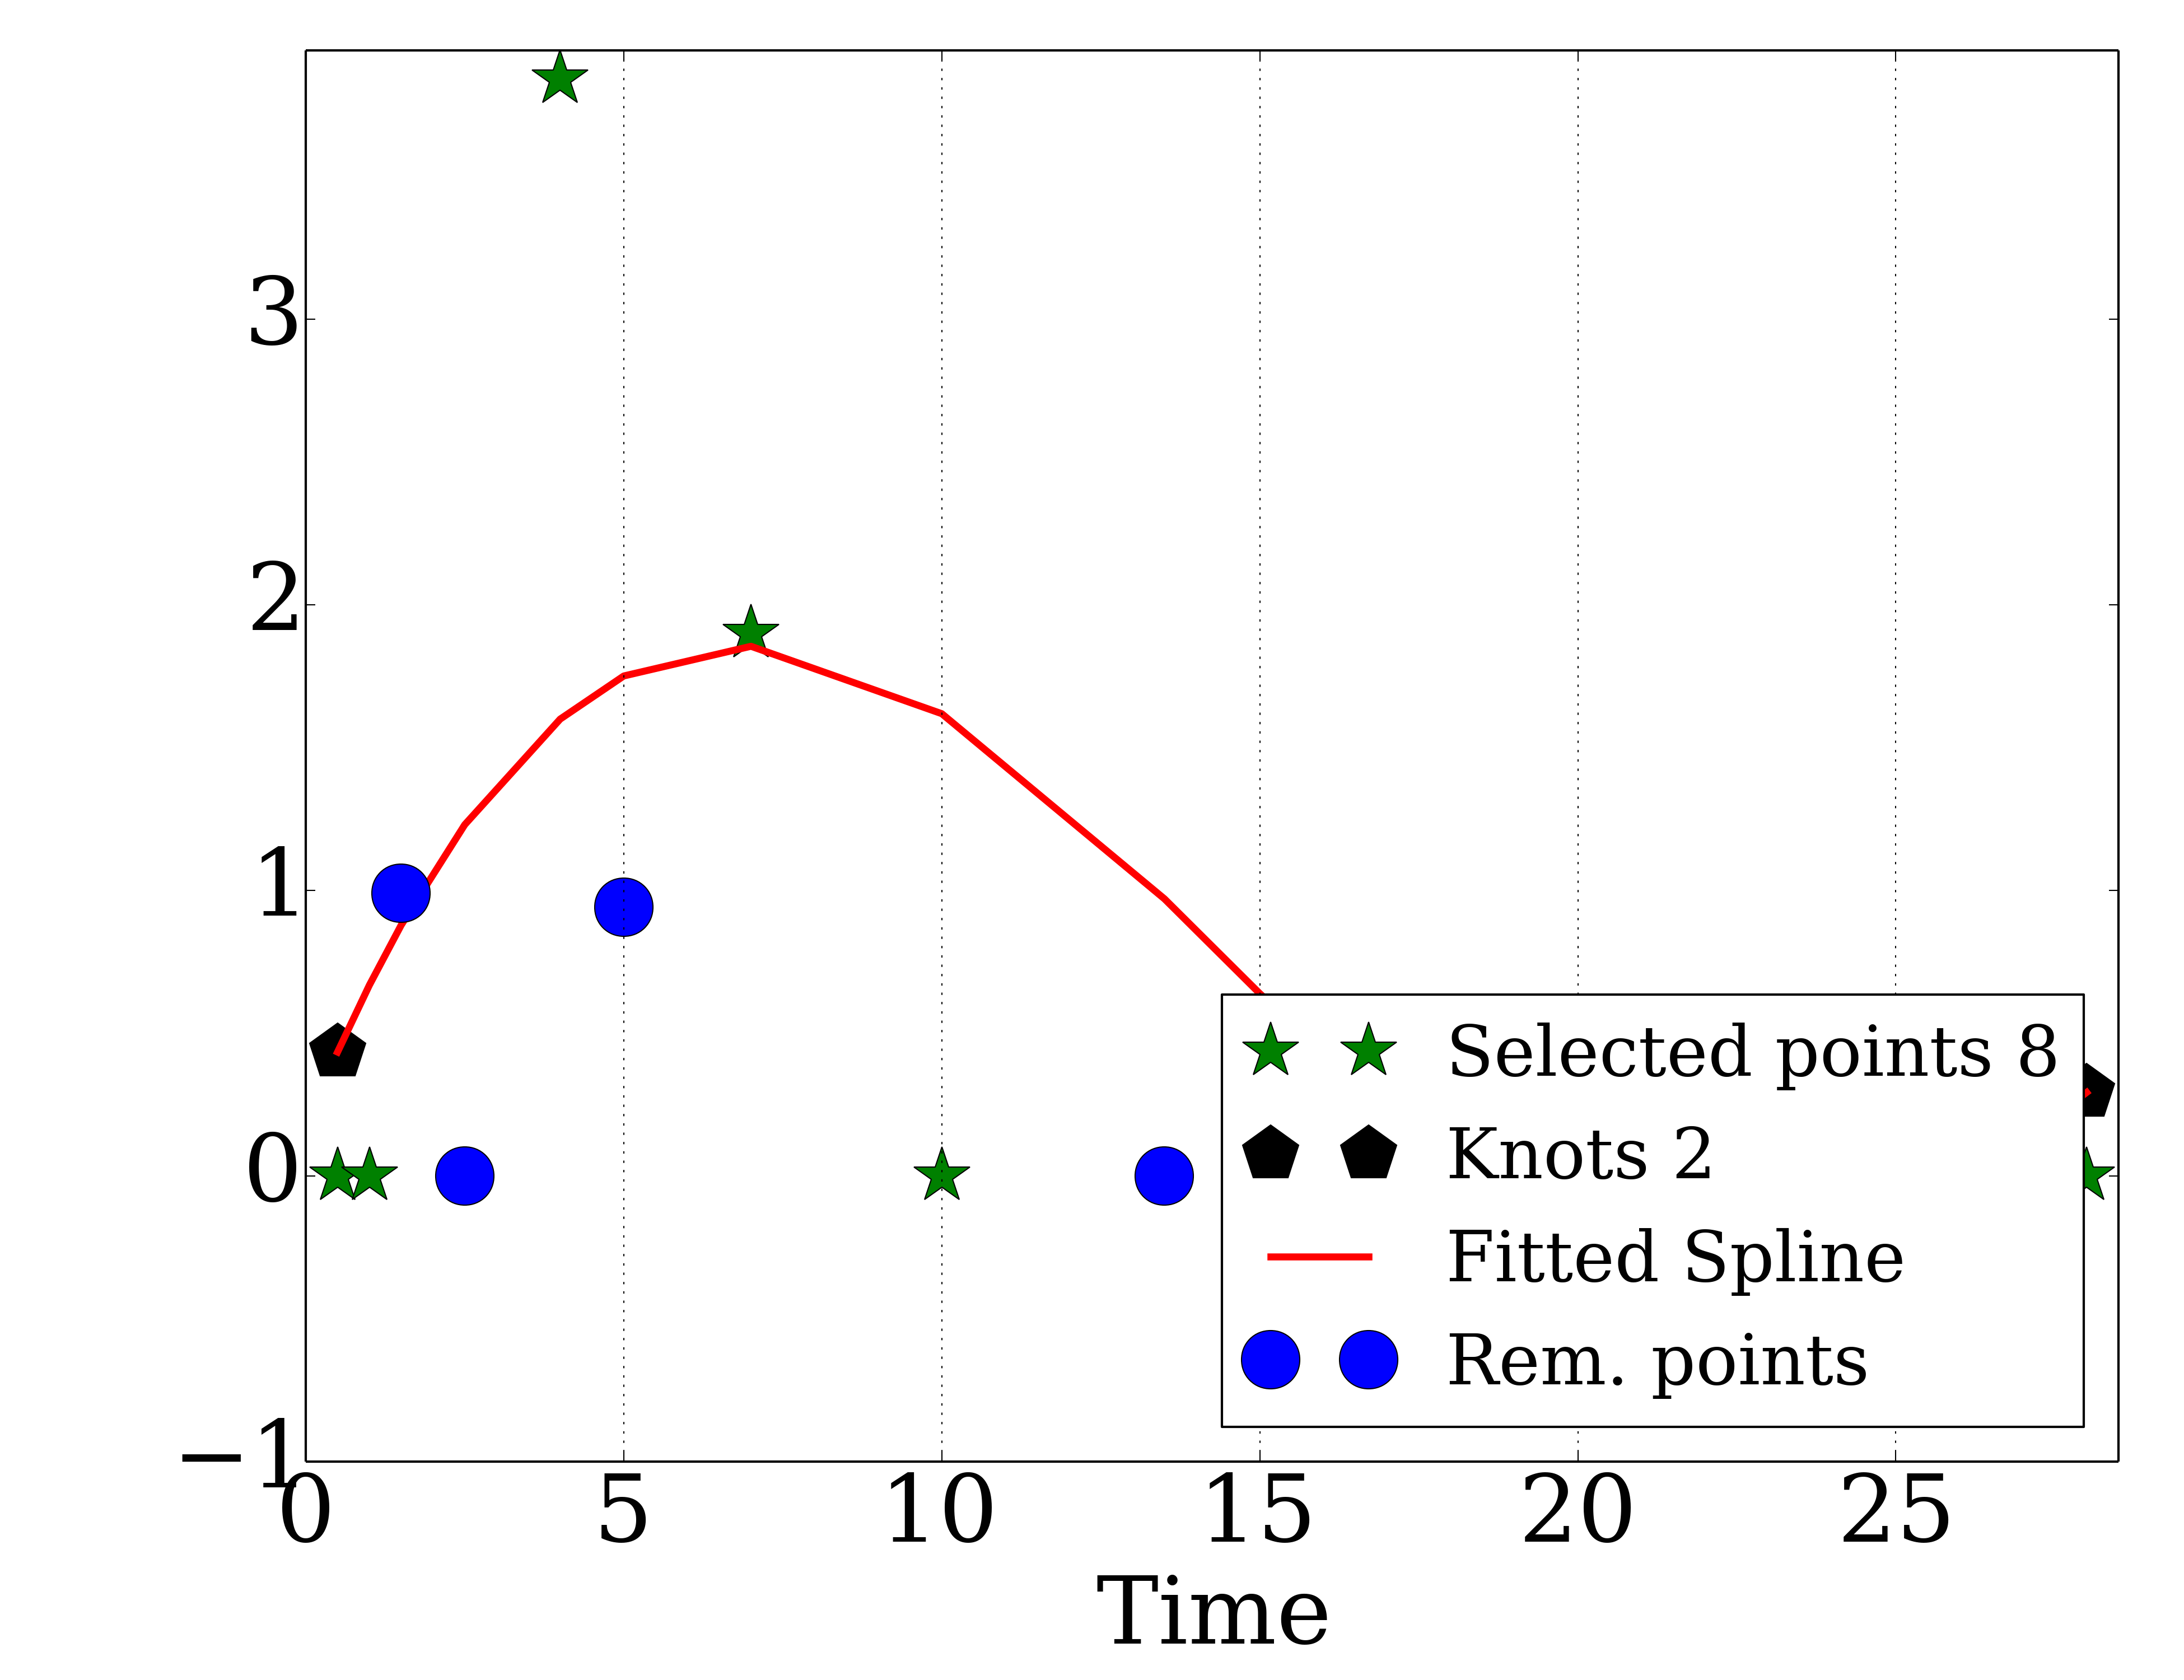 3
2
1
0
−1
0 5 10 15 20 25
Time
Selected points 8
Knots 2
Fitted Spline
Rem. points